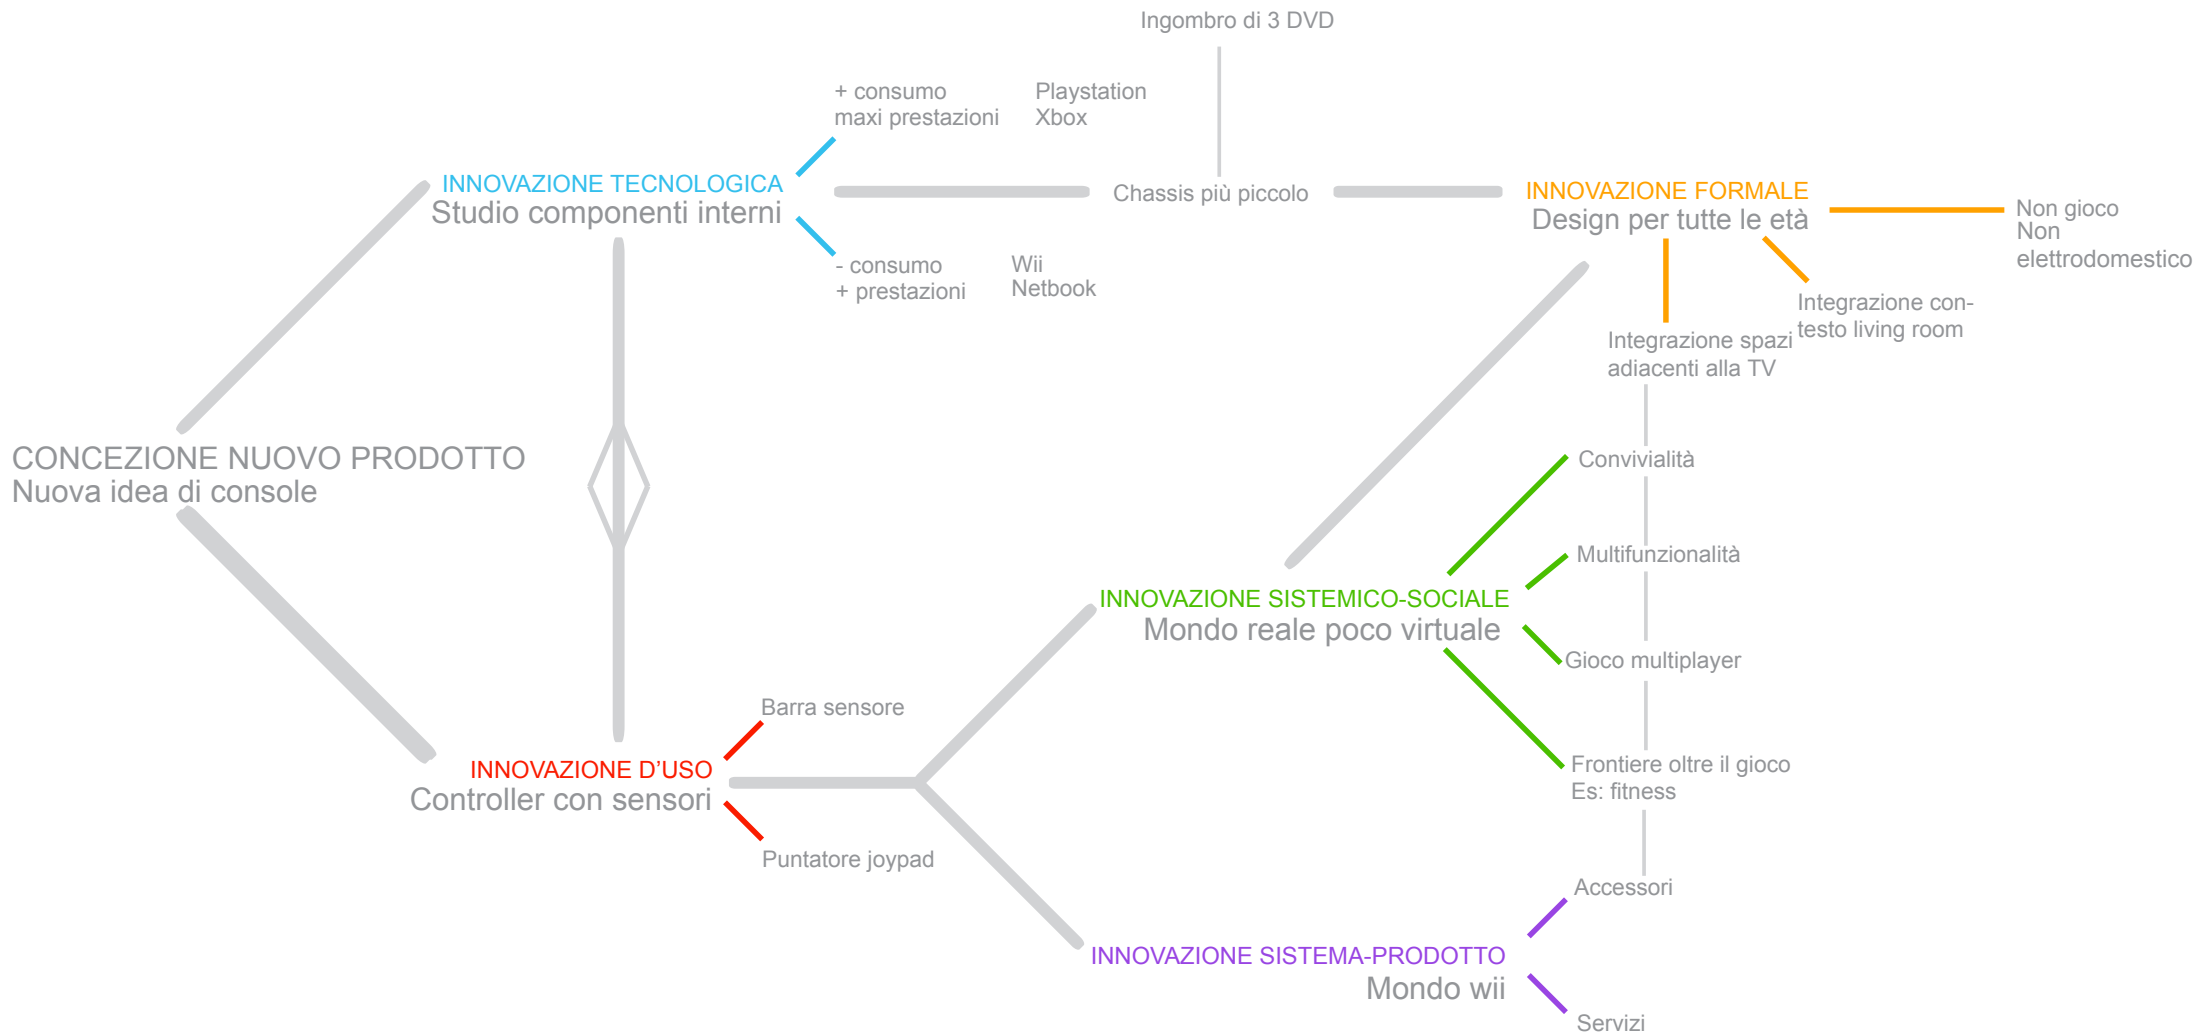 Ingombro di 3 DVD
+ consumo
maxi prestazioni
Playstation
Xbox
INNOVAZIONE TECNOLOGICA
Studio componenti interni
Chassis più piccolo
- consumo
+ prestazioni
Wii
Netbook
INNOVAZIONE FORMALE
Design per tutte le età
Non gioco
Non
elettrodomestico
Integrazione con-
testo living room
Integrazione spazi
adiacenti alla TV
CONCEZIONE NUOVO PRODOTTO
Nuova idea di console
Convivialità
Multifunzionalità
INNOVAZIONE SISTEMICO-SOCIALE
Mondo reale poco virtuale
Gioco multiplayer
Frontiere oltre il gioco
Es: fitness
Barra sensore
INNOVAZIONE D'USO
Controller con sensori
Puntatore joypad
Accessori
INNOVAZIONE SISTEMA-PRODOTTO
Mondo wii
Servizi